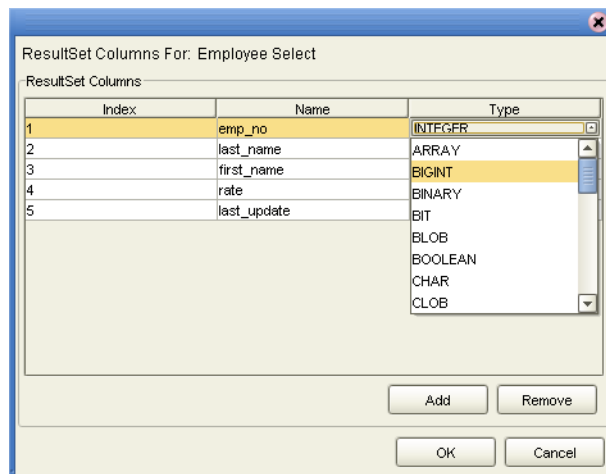 ResultSet Columns For: Employee Select
ResultSet Columns
Index Name Type
1 emp_no INTEGER
2 last_name ARRAY
3 first_name BIGINT
4 rate BINARY
5 last_update BIT
BLOB
BOOLEAN
CHAR
CLOB
Add Remove
OK Cancel